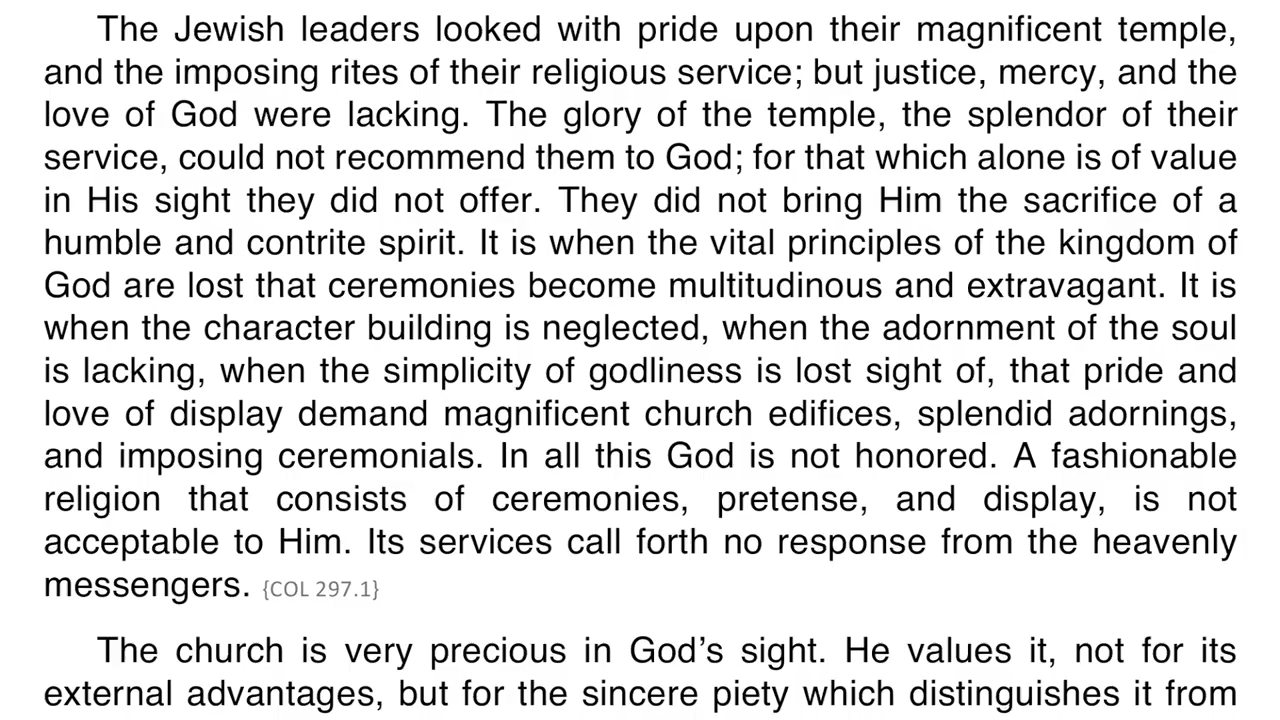 The Jewish leaders looked with pride upon their magnificent temple,
and the imposing rites of their religious service; but justice, mercy, and the
love of God were lacking. The glory of the temple, the splendor of their
service, could not recommend them to God; for that which alone is of value
in His sight they did not offer. They did not bring Him the sacrifice of a
humble and contrite spirit. It is when the vital principles of the kingdom of
God are lost that ceremonies become multitudinous and extravagant. It is
when the character building is neglected, when the adornment of the soul
is lacking, when the simplicity of godliness is lost sight of, that pride and
love of display demand magnificent church edifices, splendid adornings,
and imposing ceremonials. In all this God is not honored. A fashionable
religion that consists of ceremonies, pretense, and display, is not
acceptable to Him. Its services call forth no response from the heavenly
messengers. {COL 297.1}
The church is very precious in God’s sight. He values it, not for its
external advantages, but for the sincere piety which distinguishes it from